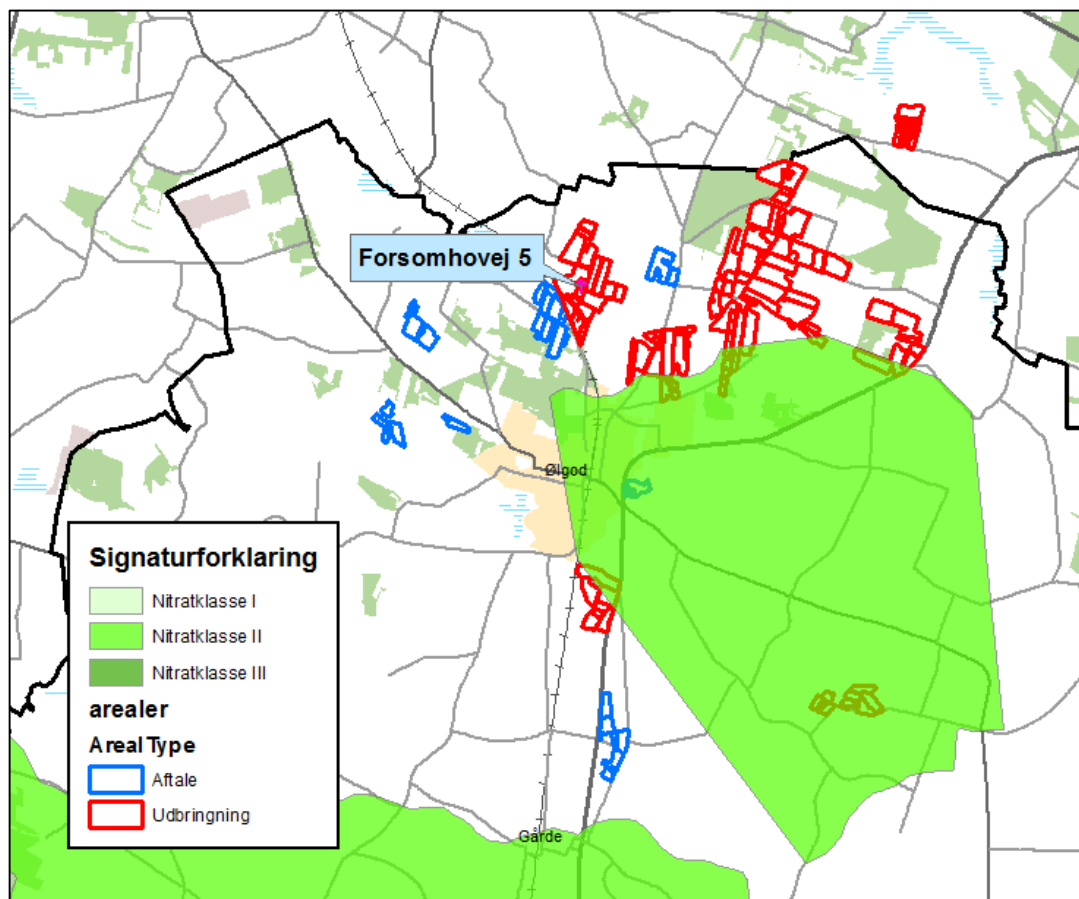 Forsomhovej 5
Ølgod
Signaturforklaring
Nitratklasse I
Nitratklasse II
Nitratklasse III
arealer
Areal Type
Aftale
Udbringning
Gårde